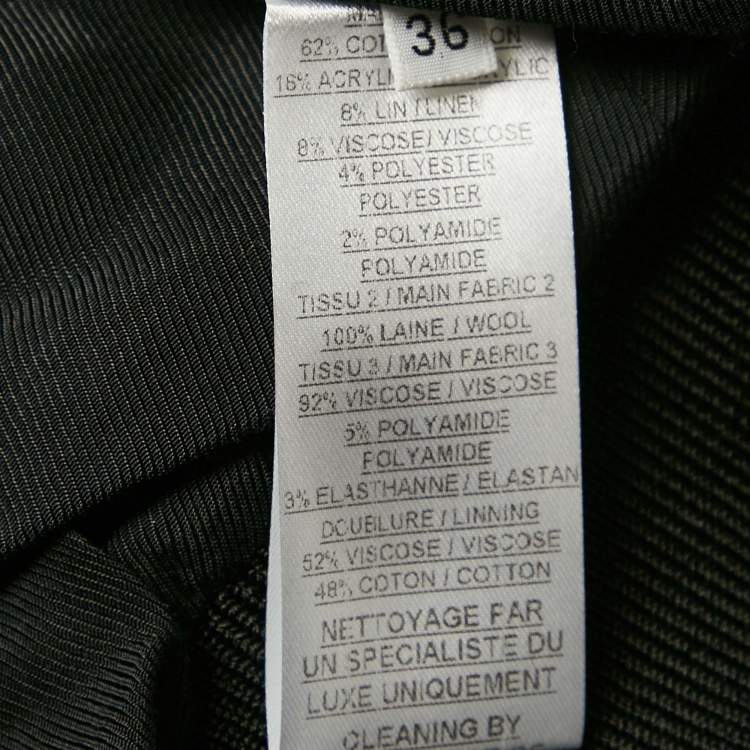 36
62% COT ON
16% ACRYLI YLIC
8% LIN / LINEN
8% VISCOSE / VISCOSE
4% POLYESTER
POLYESTER
2% POLYAMIDE
POLYAMIDE
TISSU 2 / MAIN FABRIC 2
100% LAINE / WOOL
TISSU 3 / MAIN FABRIC 3
92% VISCOSE / VISCOSE
5% POLYAMIDE
POLYAMIDE
3% ELASTHANNE / ELASTAN
DOUBLURE / LINNING
52% VISCOSE / VISCOSE
48% COTON / COTTON
NETTOYAGE PAR
UN SPECIALISTE DU
LUXE UNIQUEMENT
CLEANING BY